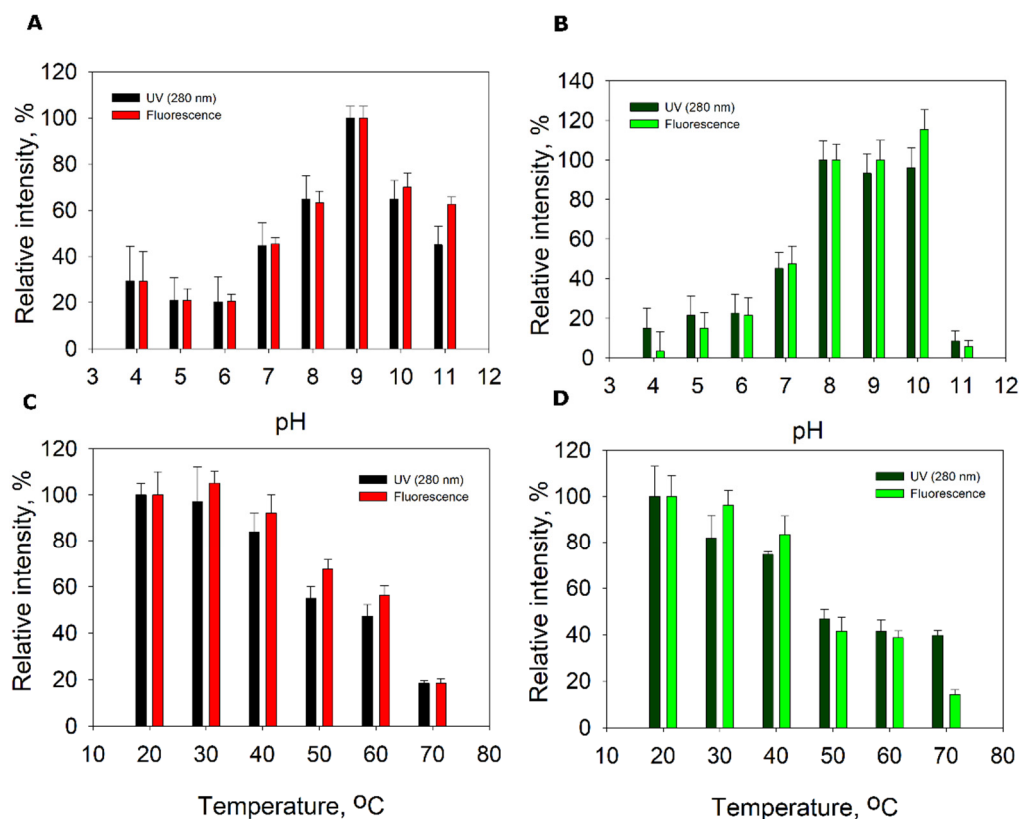 A
Relative intensity, %
120
100
80
60
40
20
0
UV (280 nm)
Fluorescence
3 4 5 6 7 8 9 10 11 12
pH
B
Relative intensity, %
140
120
100
80
60
40
20
0
UV (280 nm)
Fluorescence
3 4 5 6 7 8 9 10 11 12
pH
C
Relative intensity, %
120
100
80
60
40
20
0
UV (280 nm)
Fluorescence
10 20 30 40 50 60 70 80
Temperature, ºC
D
Relative intensity, %
120
100
80
60
40
20
0
UV (280 nm)
Fluorescence
10 20 30 40 50 60 70 80
Temperature, ºC